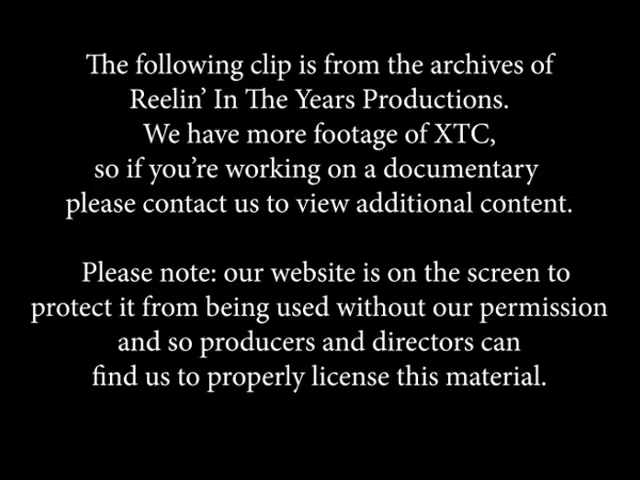 The following clip is from the archives of
Reelin’ In The Years Productions.
We have more footage of XTC,
so if you’re working on a documentary
please contact us to view additional content.
Please note: our website is on the screen to
protect it from being used without our permission
and so producers and directors can
find us to properly license this material.